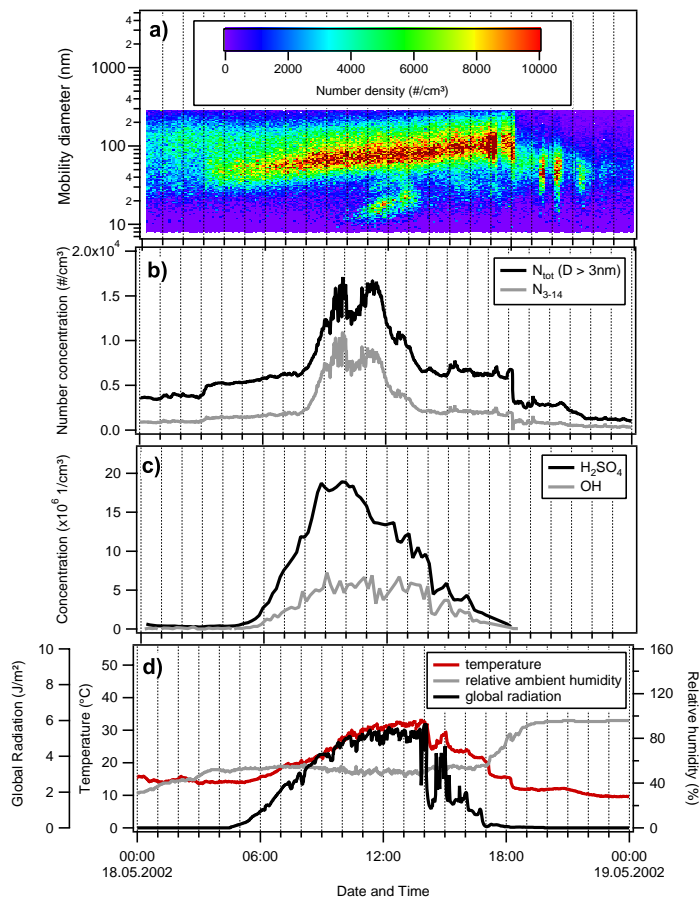 a)
Mobility diameter (nm)
4
2
1000
4
2
100
4
2
10
0
2000
4000
6000
8000
10000
Number density (#/cm³)
b)
Number concentration (#/cm³)
2.0x10⁴
1.5
1.0
0.5
0.0
Nₜₒₜ (D > 3nm)
N₃₋₁₄
c)
Concentration (x10⁶ 1/cm³)
20
15
10
5
0
H₂SO₄
OH
d)
Global Radiation (J/m²)
10
8
6
4
2
0
Temperature (°C)
50
40
30
20
10
0
temperature
relative ambient humidity
global radiation
160
120
80
40
0
Relative humidity (%)
00:00
18.05.2002
06:00
12:00
18:00
00:00
19.05.2002
Date and Time